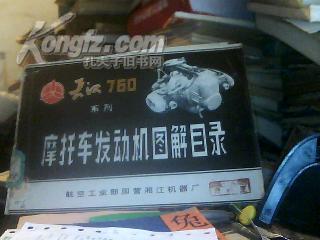 Kongfz.com
孔夫子旧书网
长江 750
系列
摩托车发动机图解目录
航空工业部国营湘江机器厂
兔